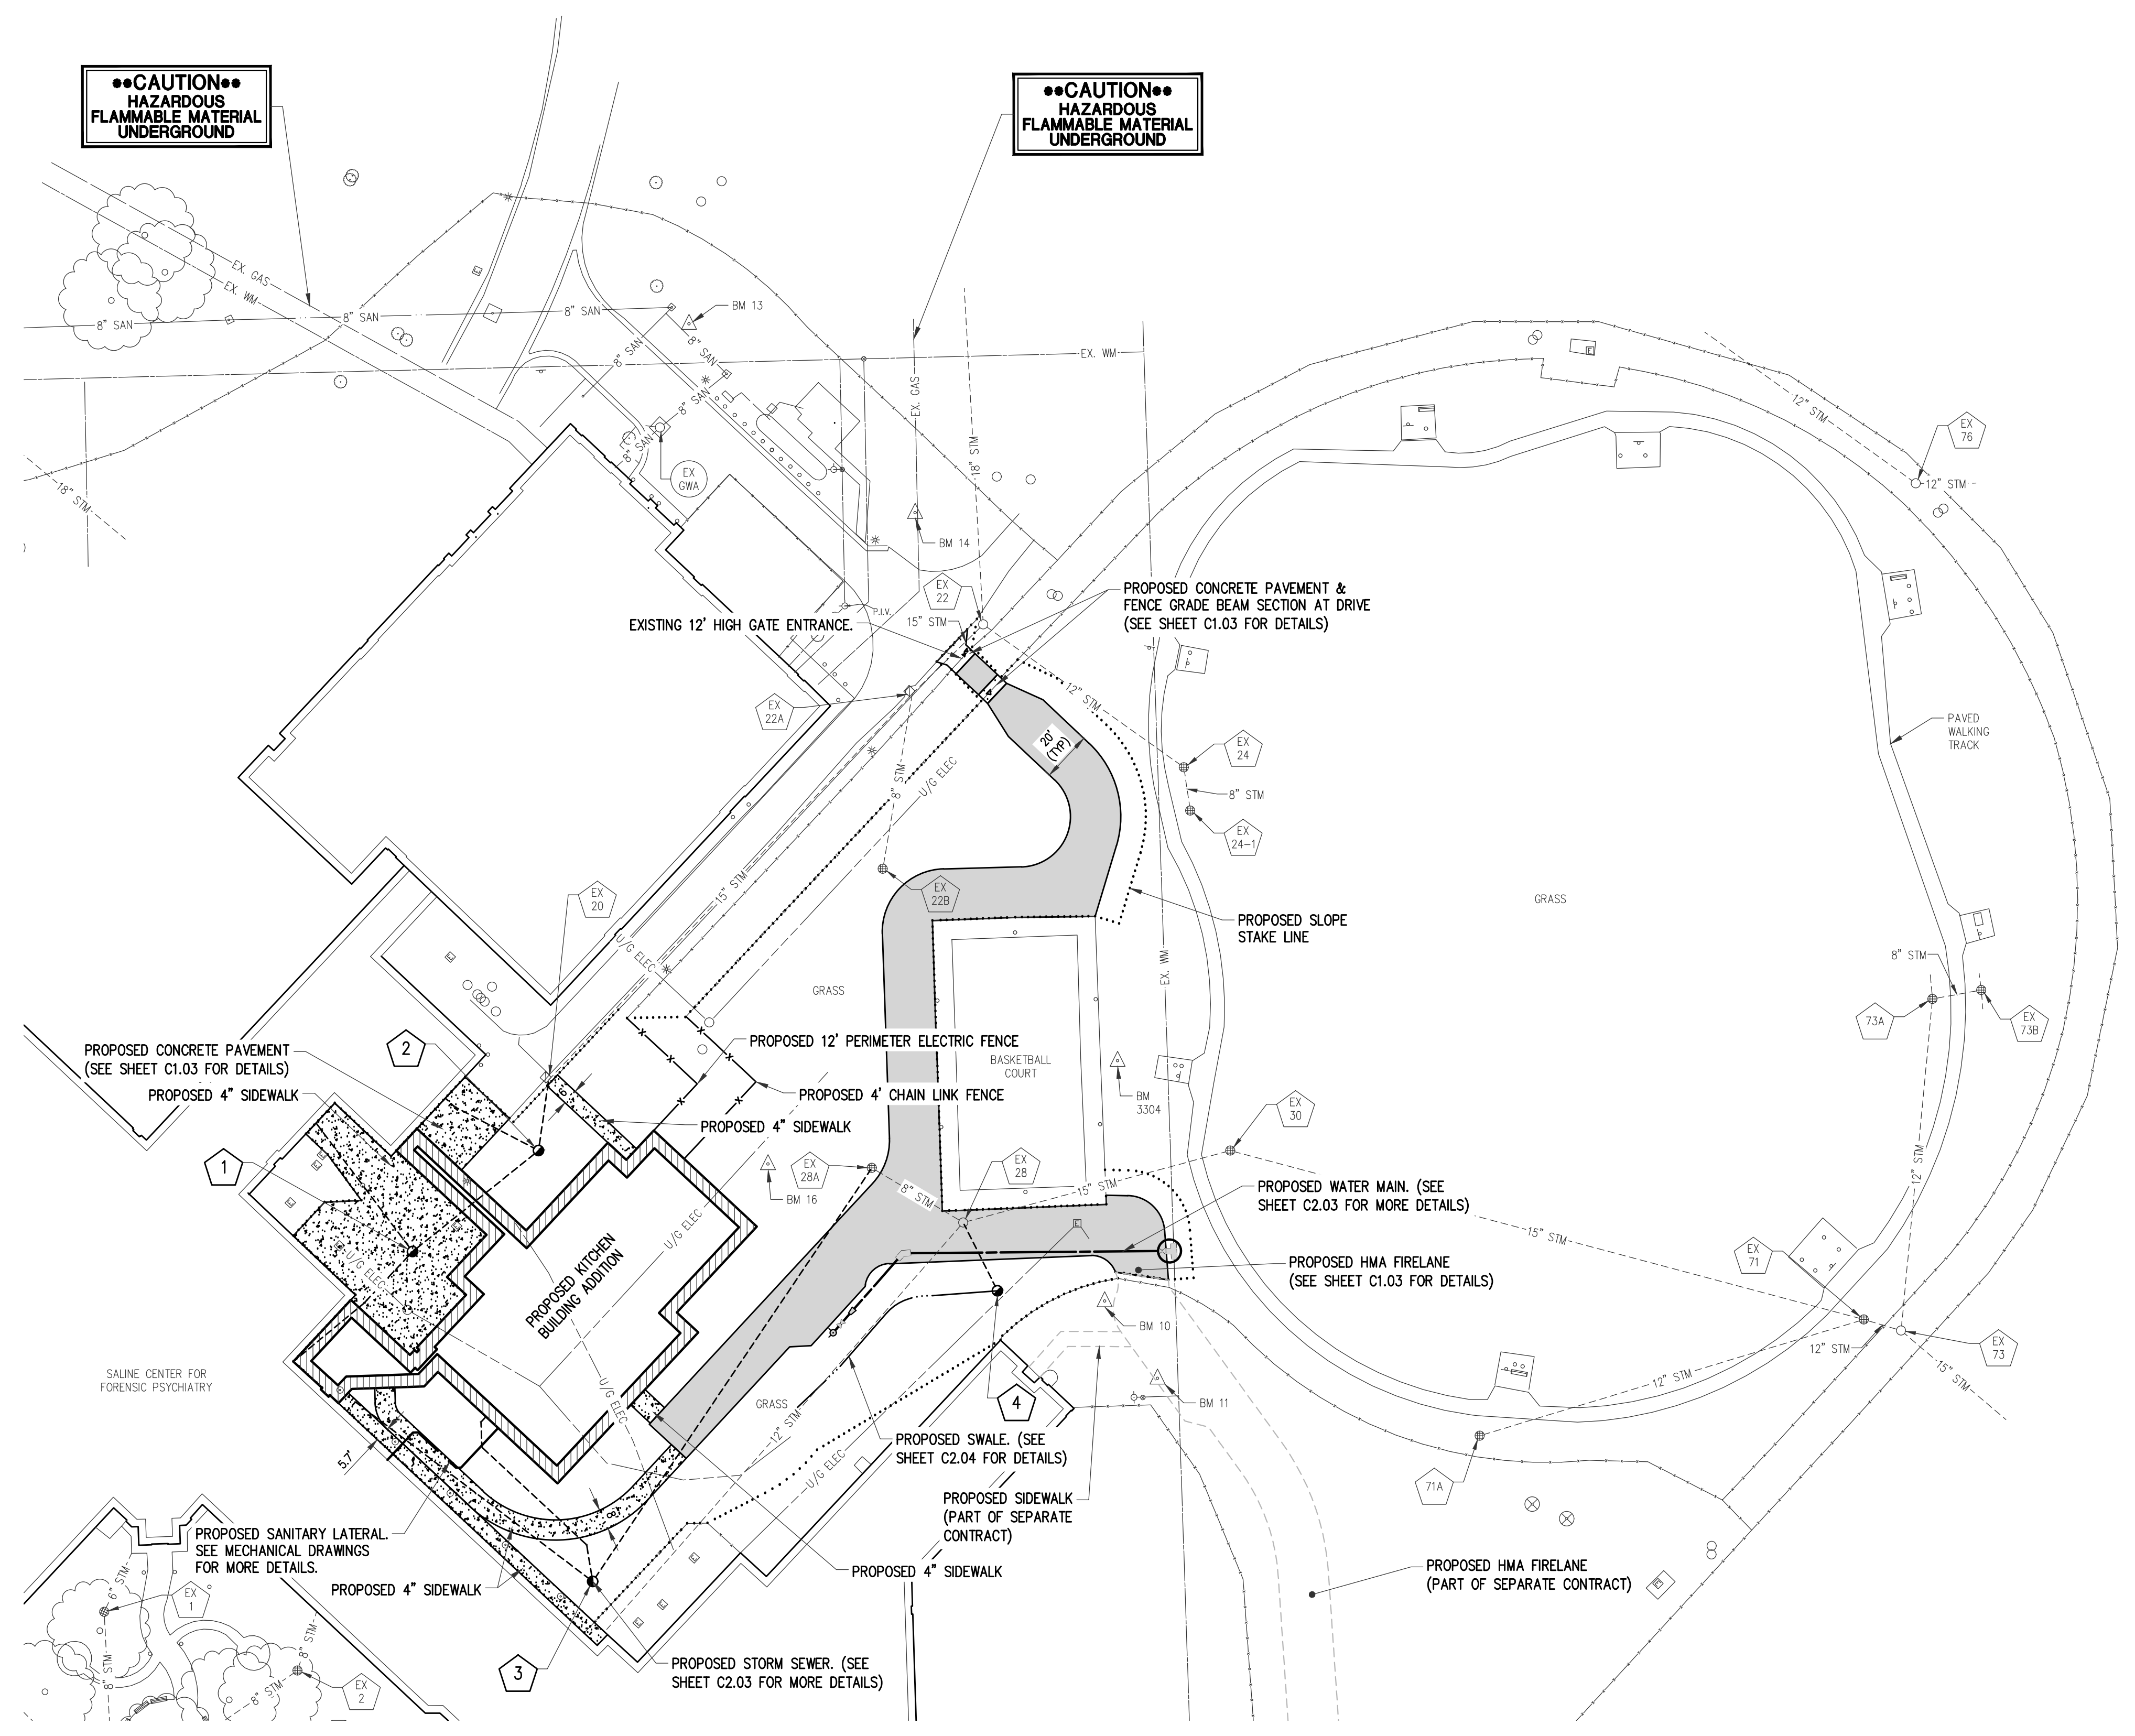 ••CAUTION••
HAZARDOUS
FLAMMABLE MATERIAL
UNDERGROUND
••CAUTION••
HAZARDOUS
FLAMMABLE MATERIAL
UNDERGROUND
EX. GAS
EX. WM
8" SAN
8" SAN
8" SAN
BM 13
8" SAN
8" SAN
8" SAN
8" SAN
EX. WM
EX. GAS
18" STM
18" STM
12" STM
EX
76
12" STM
EX
GWA
BM 14
EX
22
P.I.V.
15" STM
EXISTING 12' HIGH GATE ENTRANCE.
PROPOSED CONCRETE PAVEMENT &
FENCE GRADE BEAM SECTION AT DRIVE
(SEE SHEET C1.03 FOR DETAILS)
12" STM
EX
22A
20'
(TYP)
EX
24
8" STM
EX
24-1
8" STM
U/G ELEC
PAVED
WALKING
TRACK
15" STM
EX
20
EX
22B
GRASS
PROPOSED SLOPE
STAKE LINE
U/G ELEC
EX. WM
GRASS
8" STM
73A
EX
73B
2
PROPOSED CONCRETE PAVEMENT
(SEE SHEET C1.03 FOR DETAILS)
PROPOSED 4" SIDEWALK
PROPOSED 12' PERIMETER ELECTRIC FENCE
BASKETBALL
COURT
PROPOSED 4' CHAIN LINK FENCE
6'
PROPOSED 4" SIDEWALK
BM
3304
EX
30
1
EX
28A
BM 16
EX
28
8" STM
15" STM
12" STM
PROPOSED WATER MAIN. (SEE
SHEET C2.03 FOR MORE DETAILS)
15" STM
U/G ELEC
U/G ELEC
PROPOSED KITCHEN
BUILDING ADDITION
PROPOSED HMA FIRELANE
(SEE SHEET C1.03 FOR DETAILS)
EX
71
BM 10
12" STM
EX
73
15" STM
SALINE CENTER FOR
FORENSIC PSYCHIATRY
U/G ELEC
GRASS
12" STM
4
BM 11
12" STM
5.7'
PROPOSED SWALE. (SEE
SHEET C2.04 FOR DETAILS)
U/G ELEC
71A
8'
PROPOSED SIDEWALK
(PART OF SEPARATE
CONTRACT)
PROPOSED SANITARY LATERAL.
SEE MECHANICAL DRAWINGS
FOR MORE DETAILS.
PROPOSED 4" SIDEWALK
PROPOSED 4" SIDEWALK
PROPOSED HMA FIRELANE
(PART OF SEPARATE CONTRACT)
6" STM
EX
1
8" STM
8" STM
8" STM
EX
2
3
PROPOSED STORM SEWER. (SEE
SHEET C2.03 FOR MORE DETAILS)